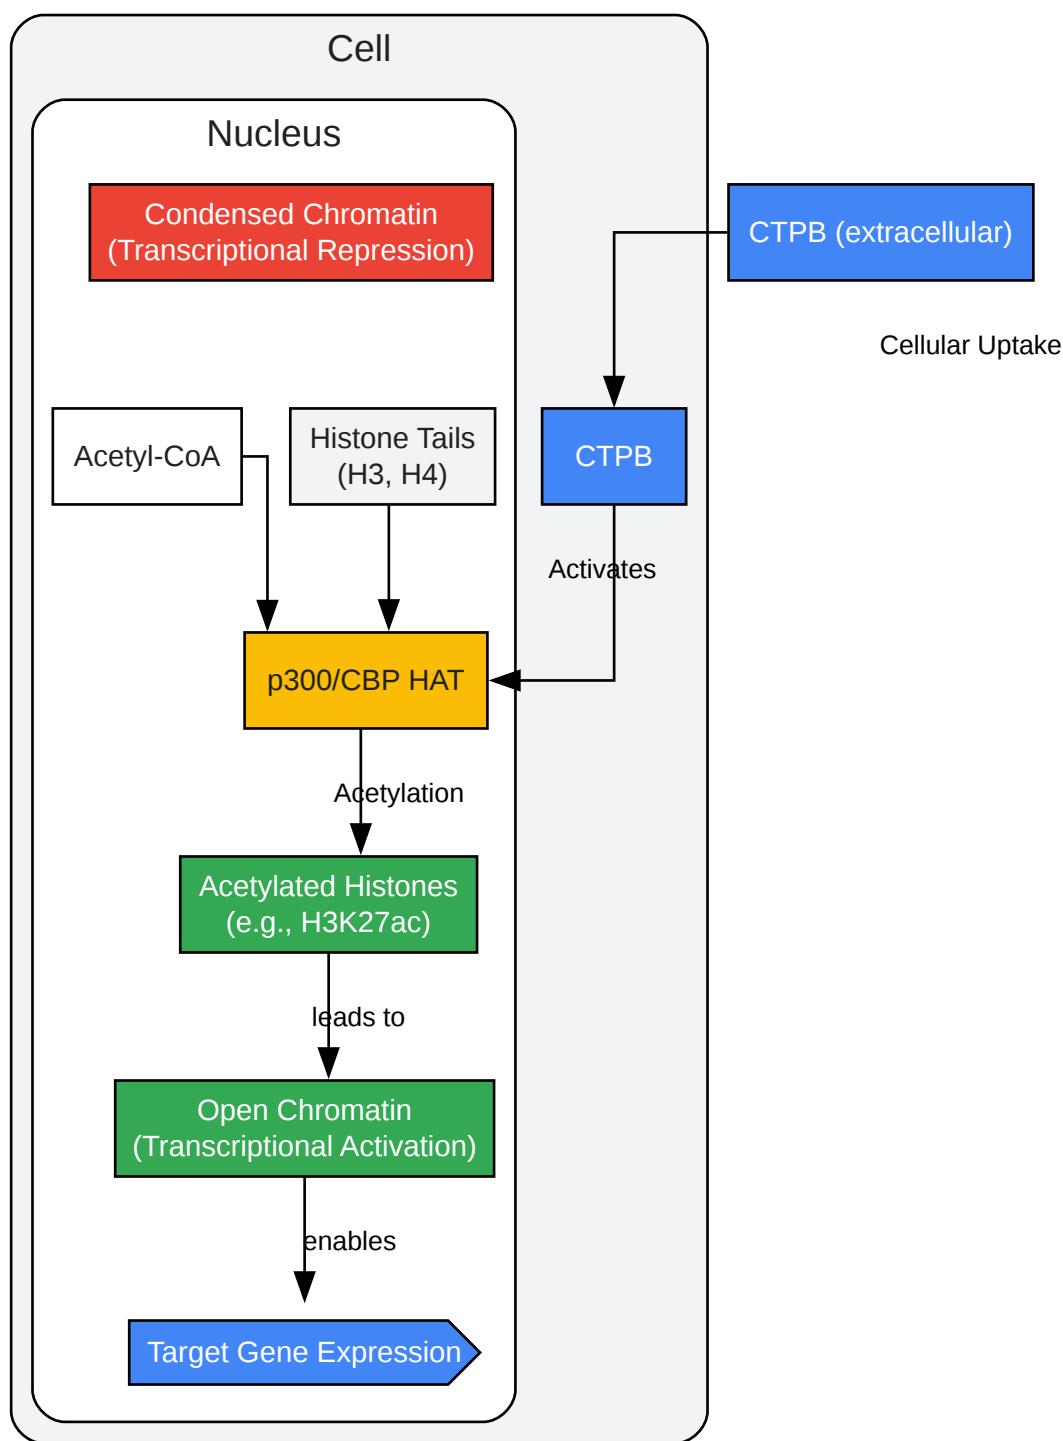 Cell
Nucleus
Condensed Chromatin
(Transcriptional Repression)
CTPB (extracellular)
Cellular Uptake
Acetyl-CoA
Histone Tails
(H3, H4)
CTPB
Activates
p300/CBP HAT
Acetylation
Acetylated Histones
(e.g., H3K27ac)
leads to
Open Chromatin
(Transcriptional Activation)
enables
Target Gene Expression